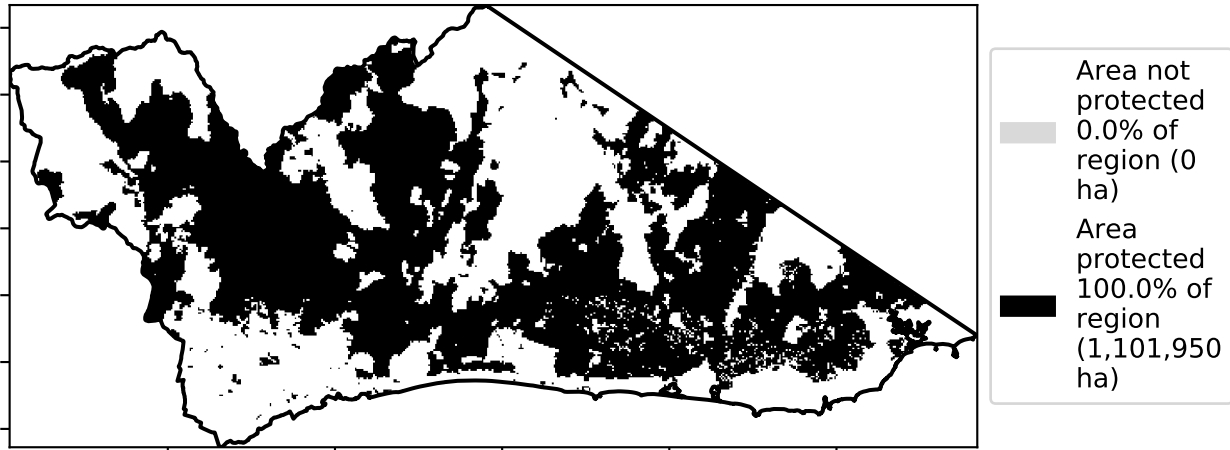 Area not
protected
0.0% of
region (0
ha)
Area
protected
100.0% of
region
(1,101,950
ha)